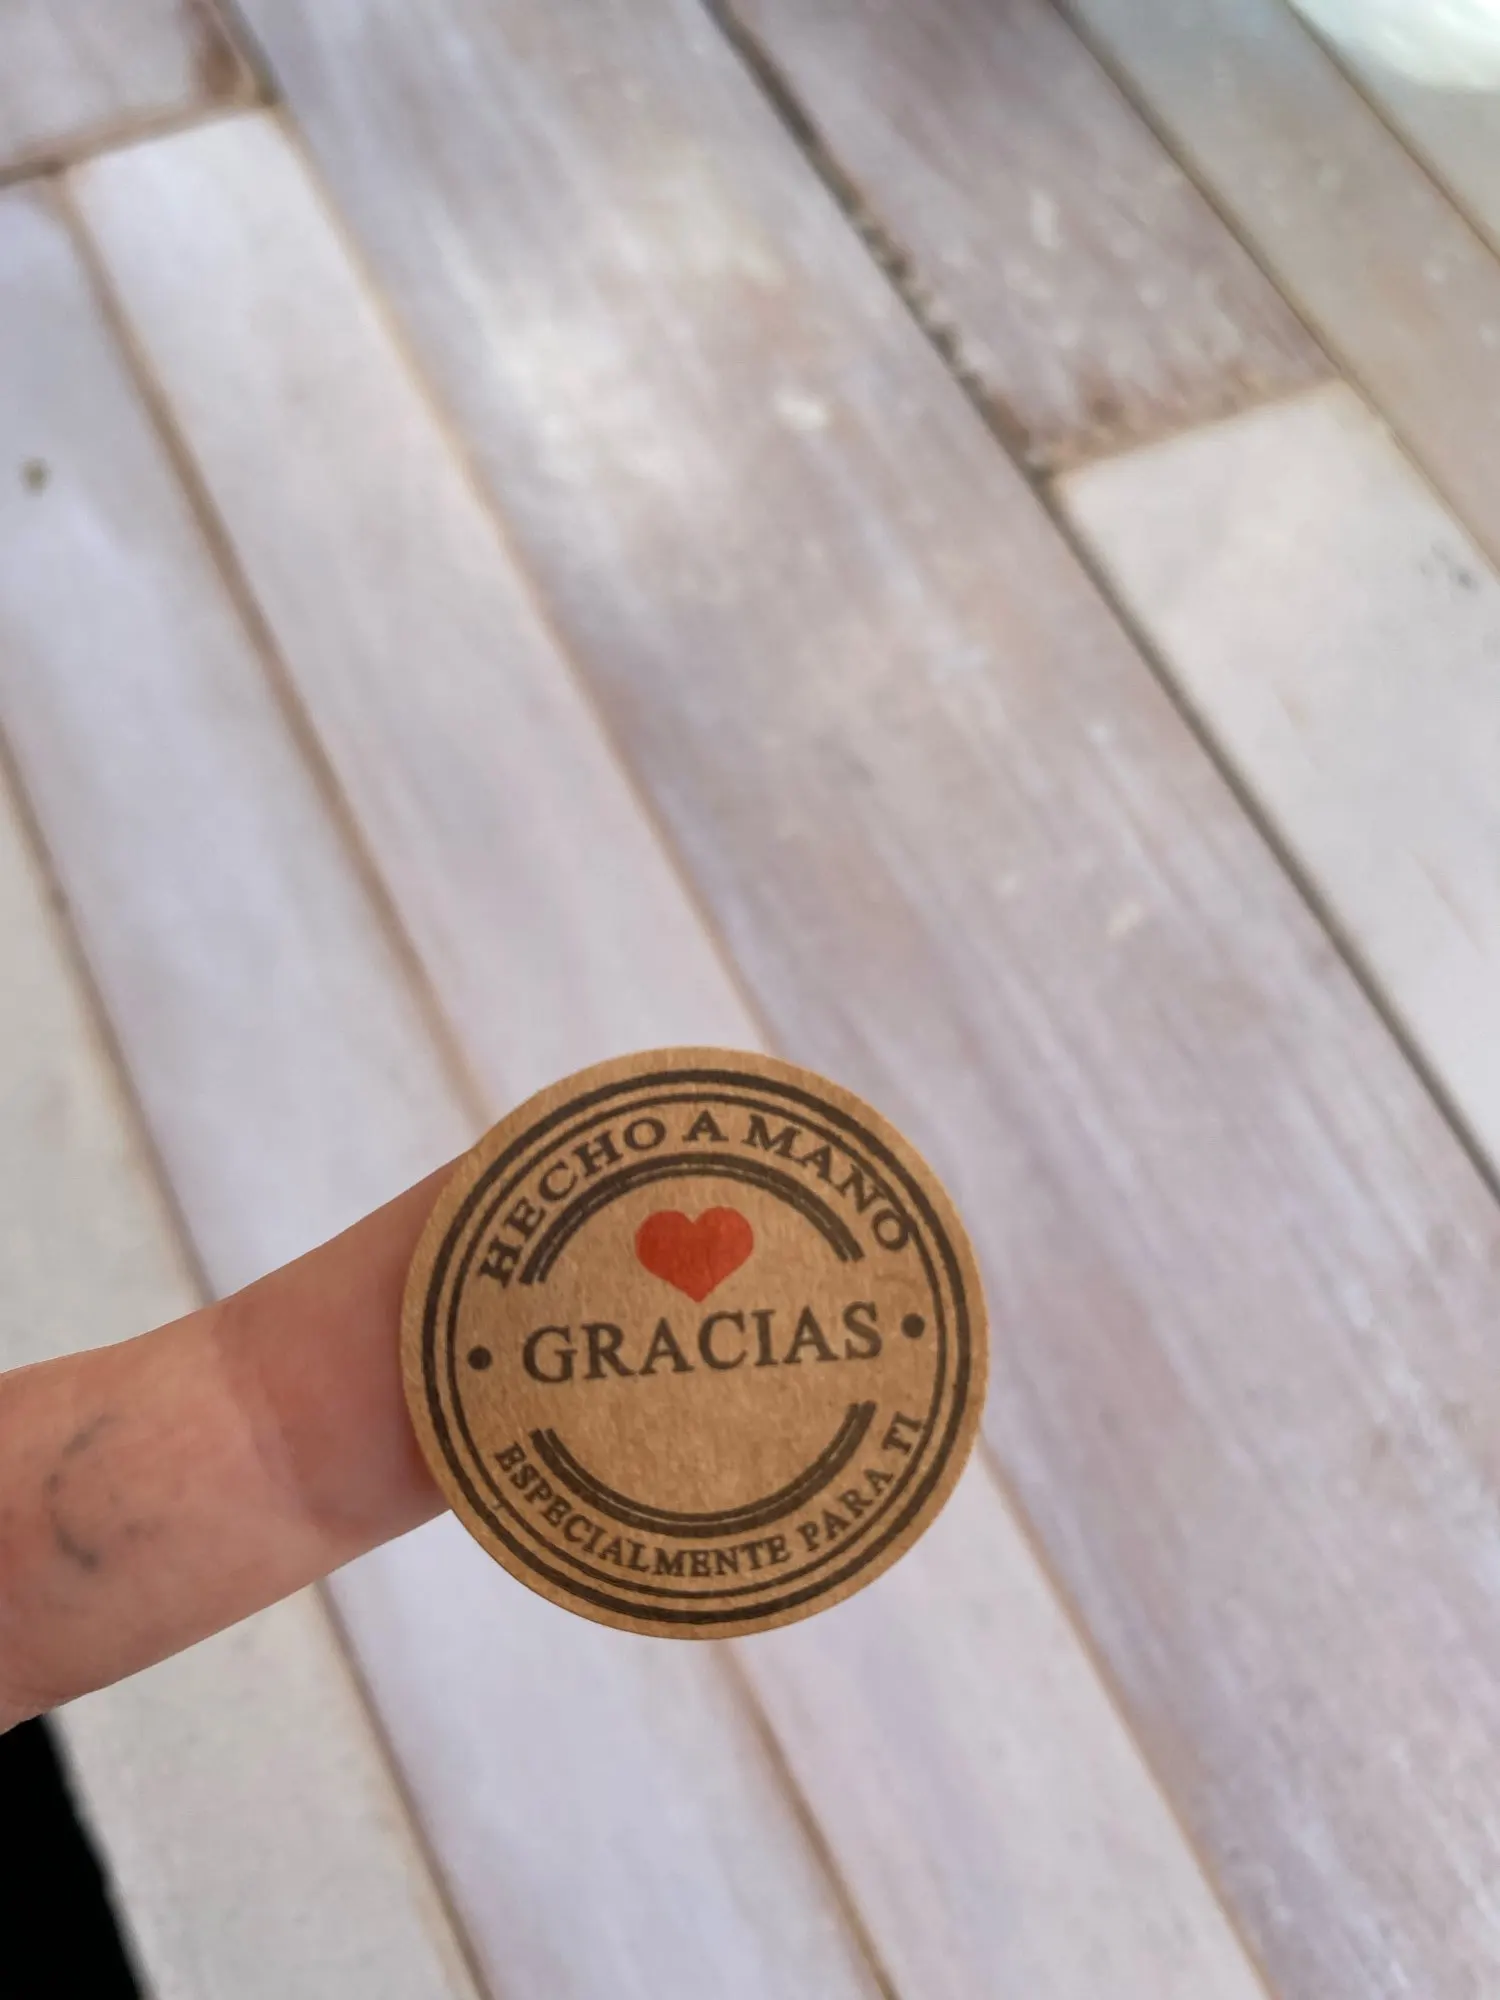 HECHO A MANO
GRACIAS
ESPECIALMENTE PARA TI